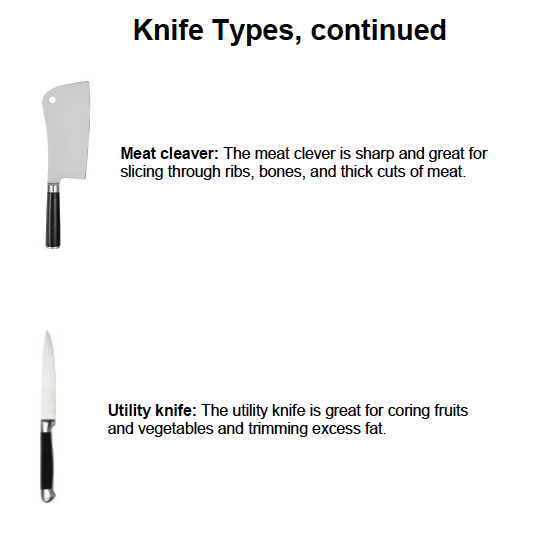 Knife Types, continued
Meat cleaver: The meat clever is sharp and great for
slicing through ribs, bones, and thick cuts of meat.
Utility knife: The utility knife is great for coring fruits
and vegetables and trimming excess fat.